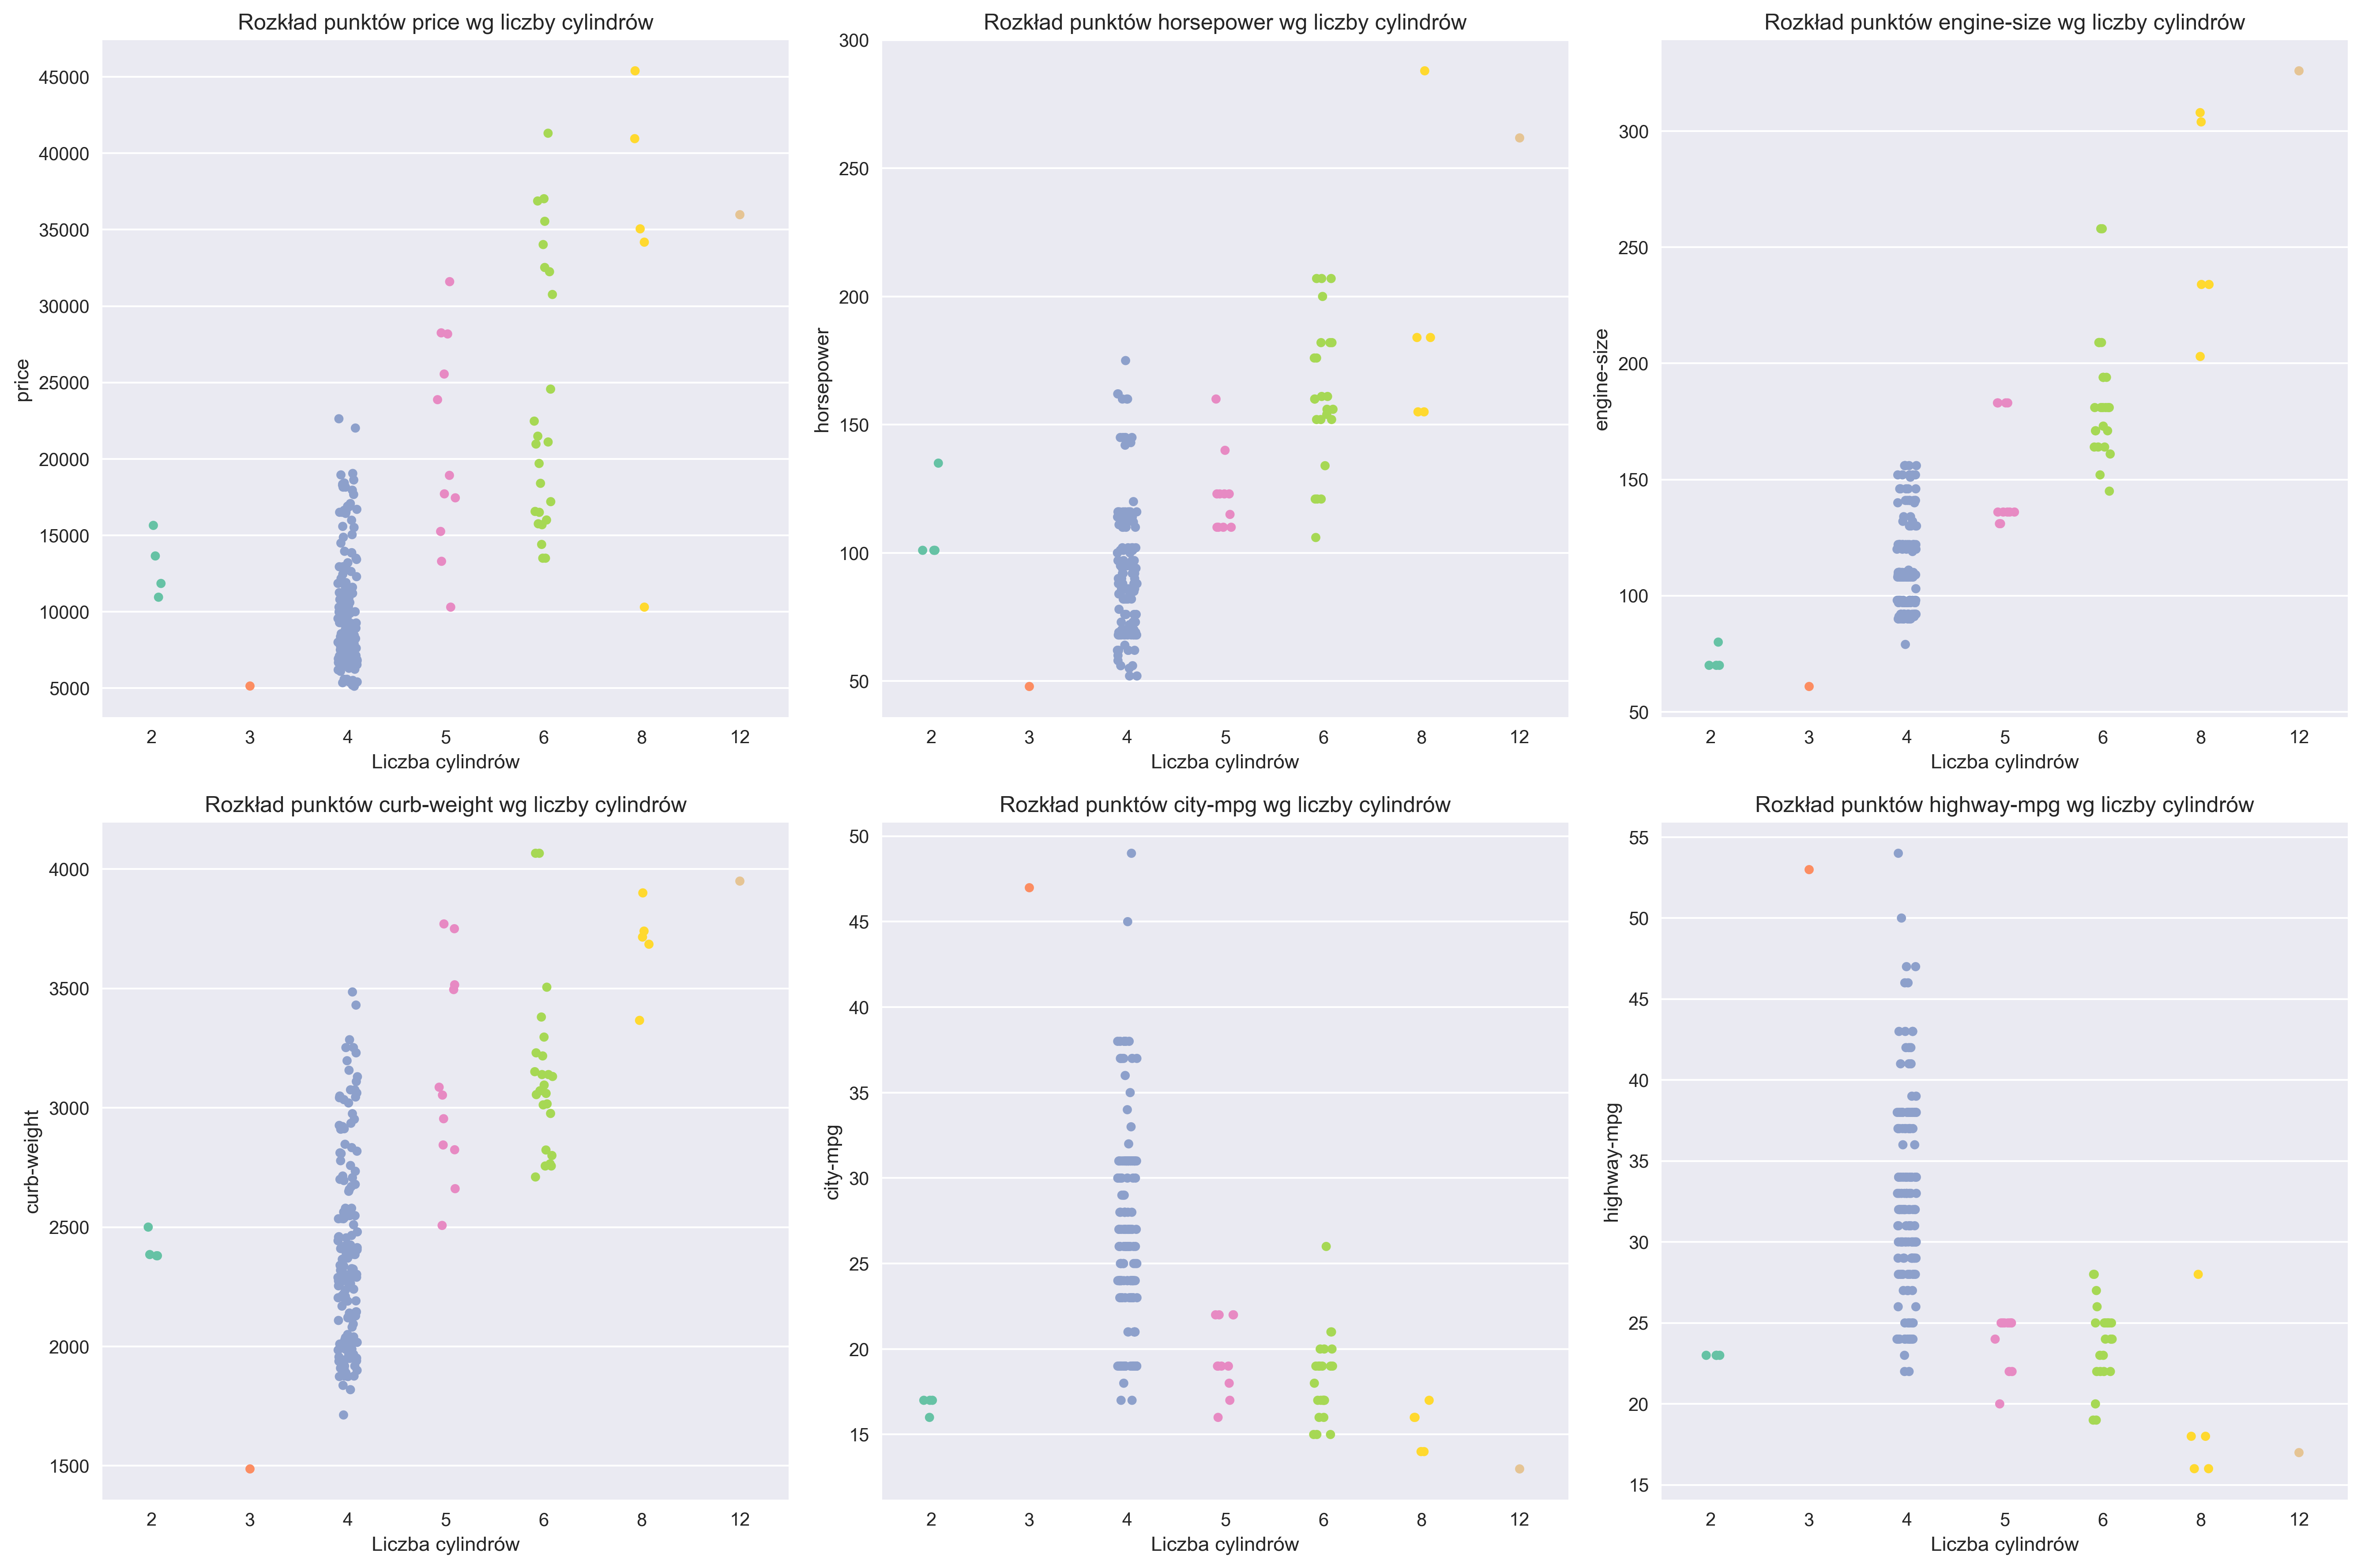 Rozkład punktów price wg liczby cylindrów
45000
40000
35000
30000
25000
20000
15000
10000
5000
price
2 3 4 5 6 8 12
Liczba cylindrów
Rozkład punktów horsepower wg liczby cylindrów
300
250
200
150
100
50
horsepower
2 3 4 5 6 8 12
Liczba cylindrów
Rozkład punktów engine-size wg liczby cylindrów
300
250
200
150
100
50
engine-size
2 3 4 5 6 8 12
Liczba cylindrów
Rozkład punktów curb-weight wg liczby cylindrów
4000
3500
3000
2500
2000
1500
curb-weight
2 3 4 5 6 8 12
Liczba cylindrów
Rozkład punktów city-mpg wg liczby cylindrów
50
45
40
35
30
25
20
15
city-mpg
2 3 4 5 6 8 12
Liczba cylindrów
Rozkład punktów highway-mpg wg liczby cylindrów
55
50
45
40
35
30
25
20
15
highway-mpg
2 3 4 5 6 8 12
Liczba cylindrów